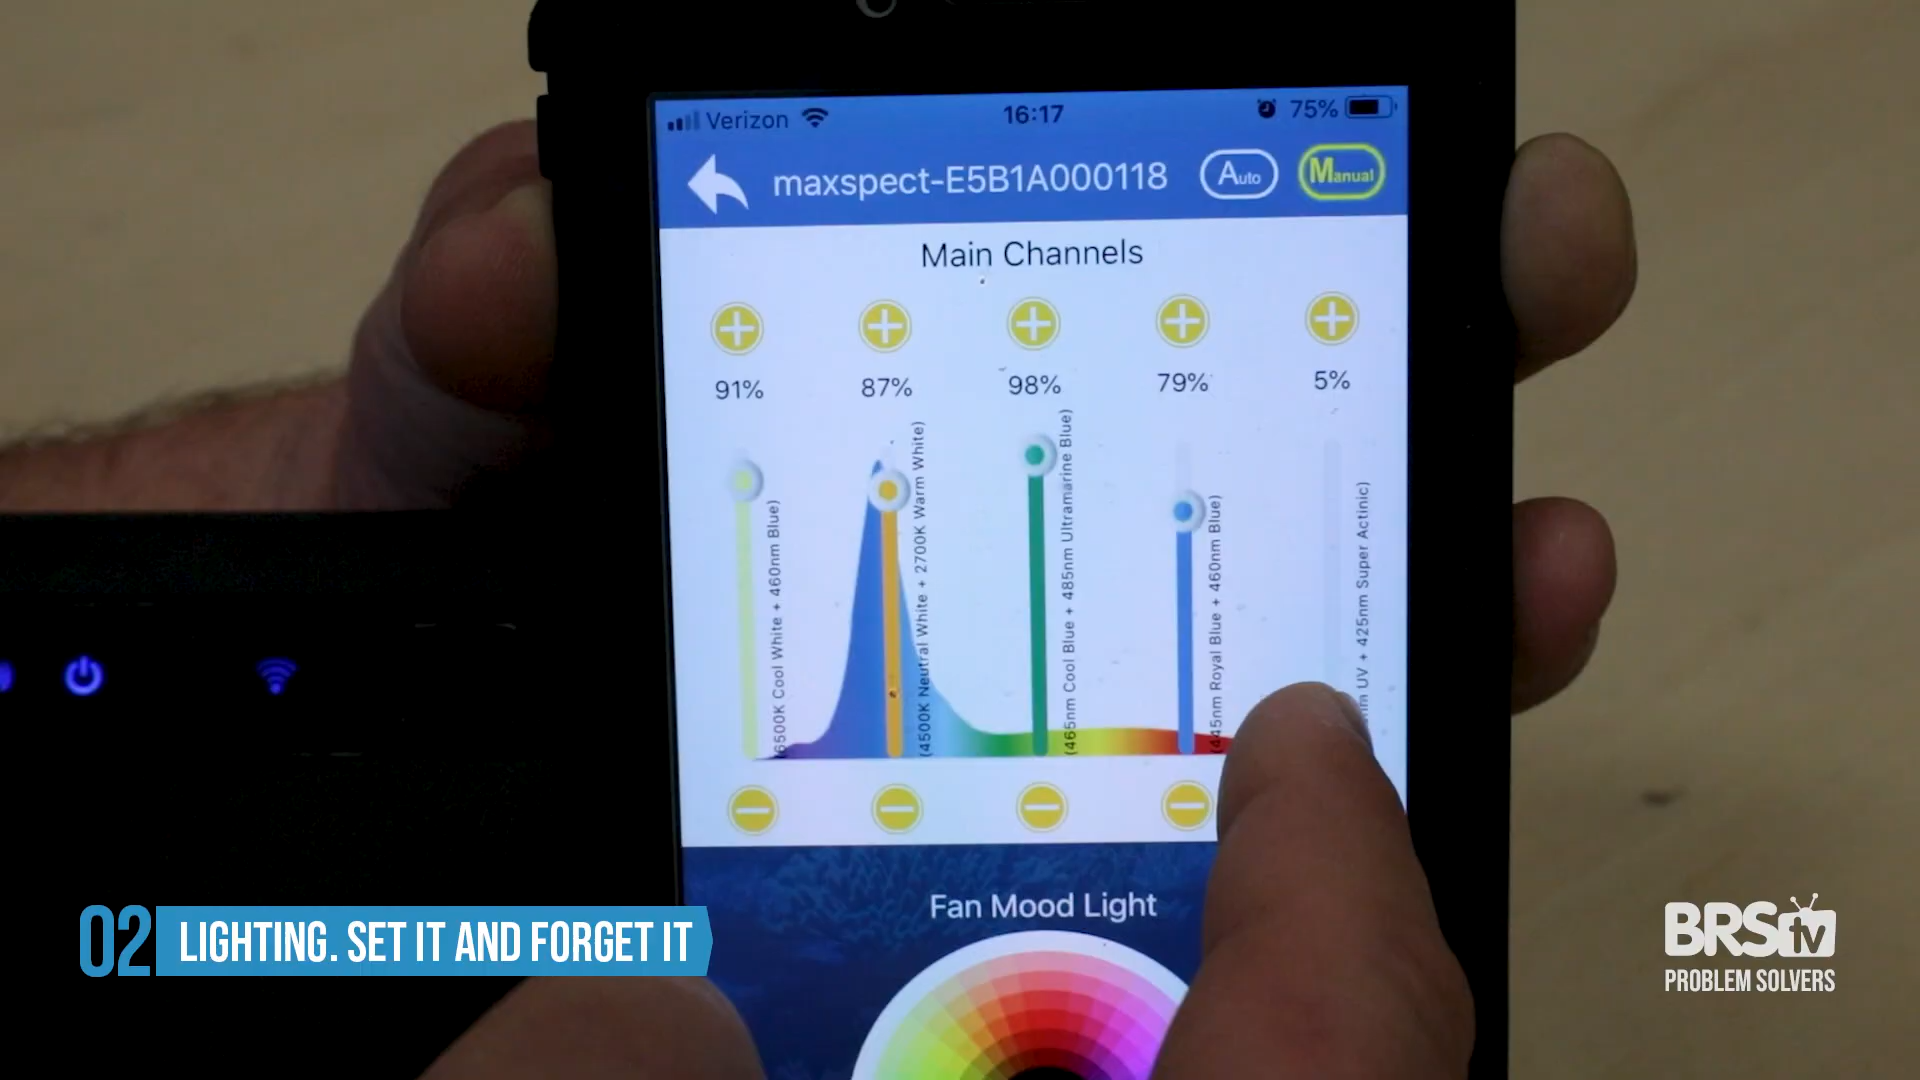 Verizon 16:17 75%
maxspect-E5B1A000118 Auto Manual
Main Channels
91% 87% 98% 79% 5%
(6500K Cool White + 460nm Blue)
(4500K Neutral White + 2700K Warm White)
(465nm Cool Blue + 485nm Ultramarine Blue)
(445nm Royal Blue + 460nm Blue)
UV + 425nm Super Actinic)
Fan Mood Light
02 LIGHTING. SET IT AND FORGET IT
BRStv
PROBLEM SOLVERS